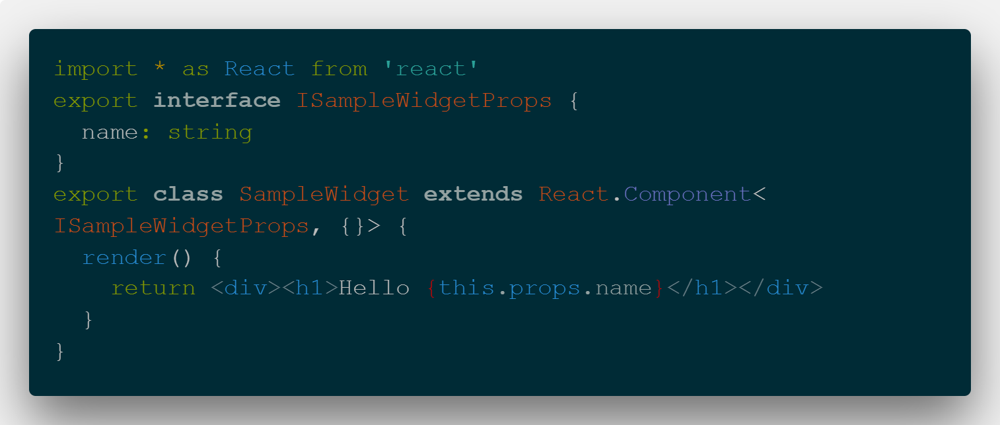 import * as React from 'react'
export interface ISampleWidgetProps {
  name: string
}
export class SampleWidget extends React.Component<
ISampleWidgetProps, {}> {
  render() {
    return <div><h1>Hello {this.props.name}</h1></div>
  }
}